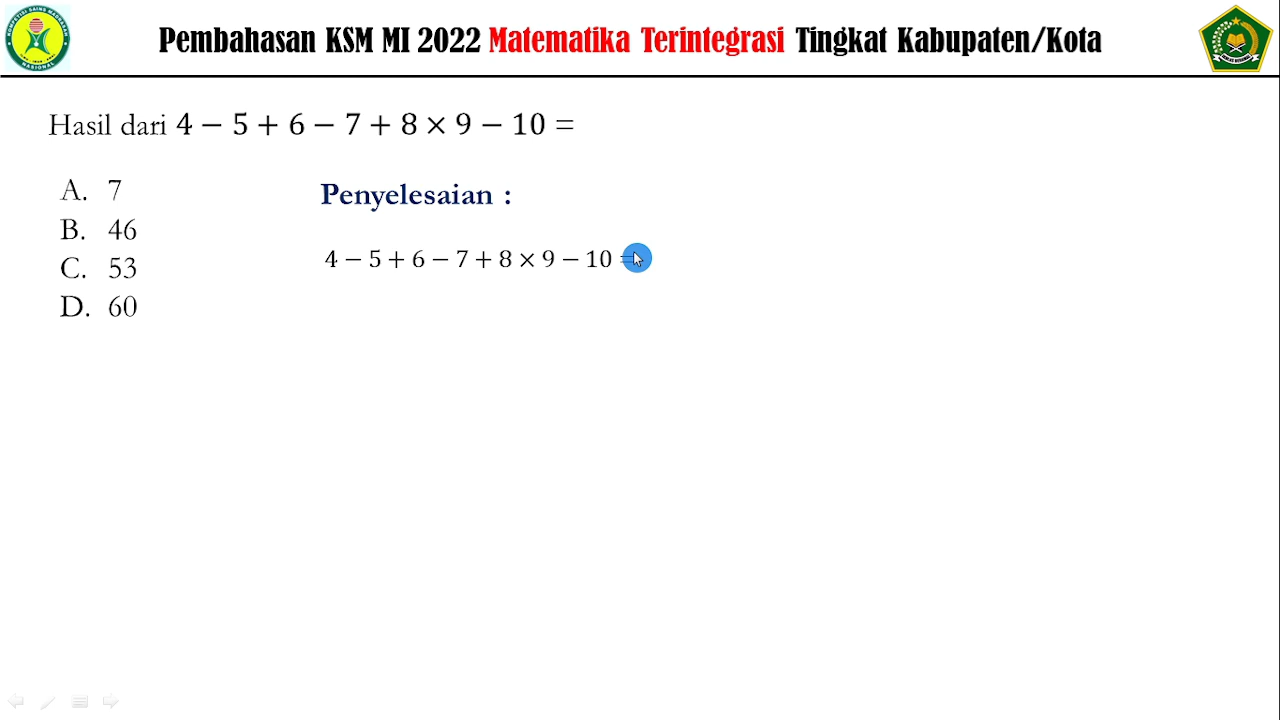 Pembahasan KSM MI 2022 Matematika Terintegrasi Tingkat Kabupaten/Kota
Hasil dari 4 − 5 + 6 − 7 + 8 × 9 − 10 =
A. 7
B. 46
C. 53
D. 60
Penyelesaian :
4 − 5 + 6 − 7 + 8 × 9 − 10 =